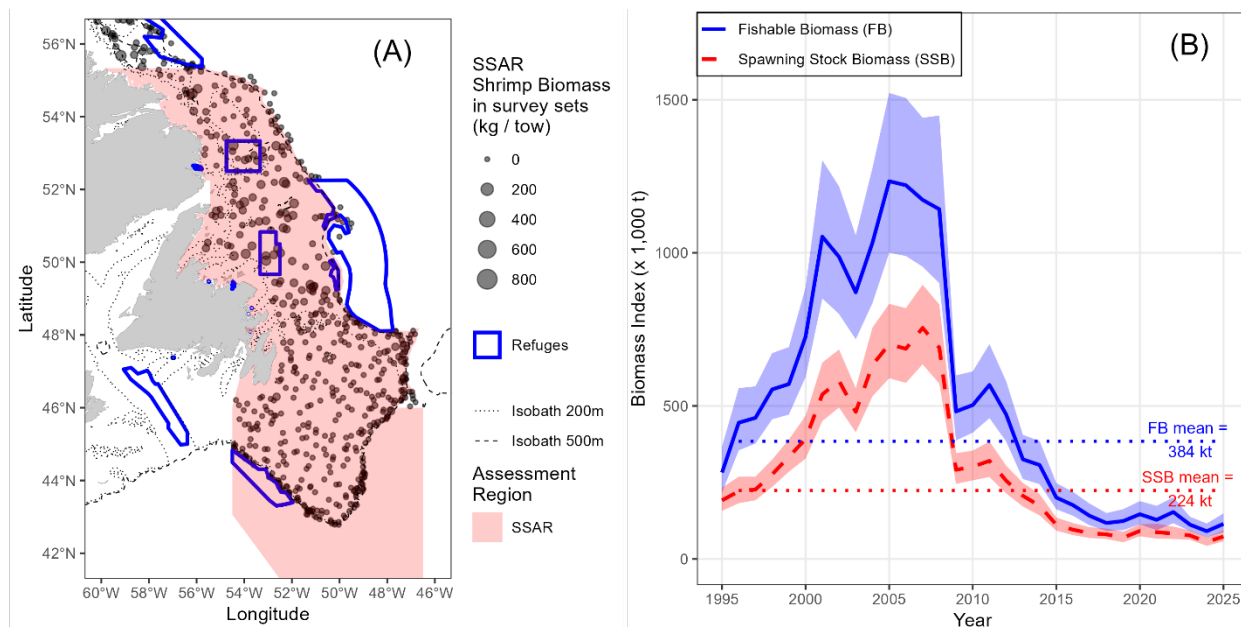 (A)
56°N
54°N
52°N
50°N
48°N
46°N
44°N
42°N
Latitude
60°W 58°W 56°W 54°W 52°W 50°W 48°W 46°W
Longitude
SSAR
Shrimp Biomass
in survey sets
(kg / tow)
0
200
400
600
800
Refuges
Isobath 200m
Isobath 500m
Assessment
Region
SSAR
(B)
Fishable Biomass (FB)
Spawning Stock Biomass (SSB)
1500
1000
500
0
Biomass Index (x 1,000 t)
FB mean =
384 kt
SSB mean =
224 kt
1995 2000 2005 2010 2015 2020 2025
Year